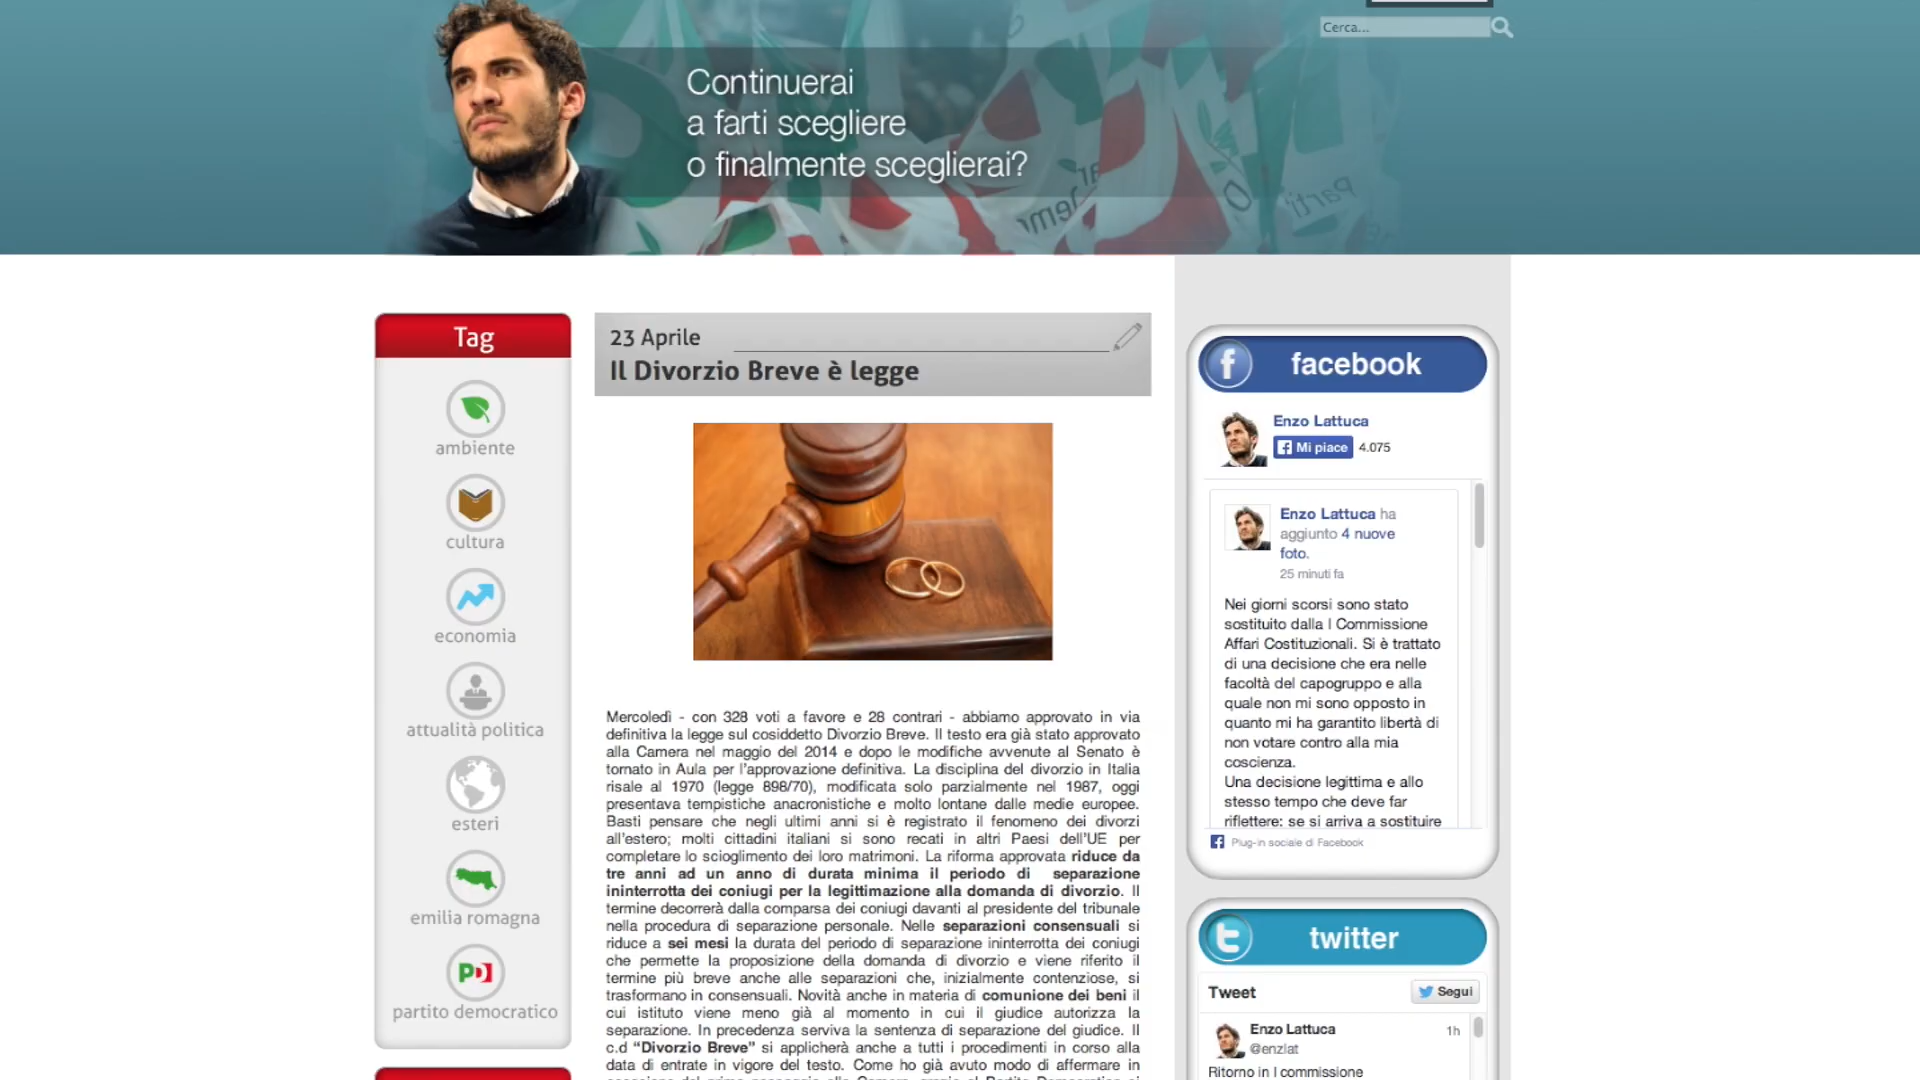 Cerca...
Continuerai
a farti scegliere
o finalmente sceglierai?
Tag
ambiente
cultura
economia
attualità politica
esteri
emilia romagna
PD
partito democratico
23 Aprile
Il Divorzio Breve è legge
Mercoledì - con 328 voti a favore e 28 contrari - abbiamo approvato in via
definitiva la legge sul cosiddetto Divorzio Breve. Il testo era già stato approvato
alla Camera nel maggio del 2014 e dopo le modifiche avvenute al Senato è
tornato in Aula per l'approvazione definitiva. La disciplina del divorzio in Italia
risale al 1970 (legge 898/70), modificata solo parzialmente nel 1987, oggi
presentava tempistiche anacronistiche e molto lontane dalle medie europee.
Basti pensare che negli ultimi anni si è registrato il fenomeno dei divorzi
all'estero; molti cittadini italiani si sono recati in altri Paesi dell'UE per
completare lo scioglimento dei loro matrimoni. La riforma approvata riduce da
tre anni ad un anno di durata minima il periodo di separazione
ininterrotta dei coniugi per la legittimazione alla domanda di divorzio. Il
termine decorrerà dalla comparsa dei coniugi davanti al presidente del tribunale
nella procedura di separazione personale. Nelle separazioni consensuali si
riduce a sei mesi la durata del periodo di separazione ininterrotta dei coniugi
che permette la proposizione della domanda di divorzio e viene riferito il
termine più breve anche alle separazioni che, inizialmente contenziose, si
trasformano in consensuali. Novità anche in materia di comunione dei beni il
cui istituto viene meno già al momento in cui il giudice autorizza la
separazione. In precedenza serviva la sentenza di separazione del giudice. Il
c.d "Divorzio Breve" si applicherà anche a tutti i procedimenti in corso alla
data di entrate in vigore del testo. Come ho già avuto modo di affermare in
facebook
Enzo Lattuca
Mi piace 4.075
Enzo Lattuca ha
aggiunto 4 nuove
foto.
25 minuti fa
Nei giorni scorsi sono stato
sostituito dalla I Commissione
Affari Costituzionali. Si è trattato
di una decisione che era nelle
facoltà del capogruppo e alla
quale non mi sono opposto in
quanto mi ha garantito libertà di
non votare contro alla mia
coscienza.
Una decisione legittima e allo
stesso tempo che deve far
riflettere: se si arriva a sostituire
Plug-in sociale di Facebook
twitter
Tweet
Segui
Enzo Lattuca 1h
@enzlat
Ritorno in I commissione